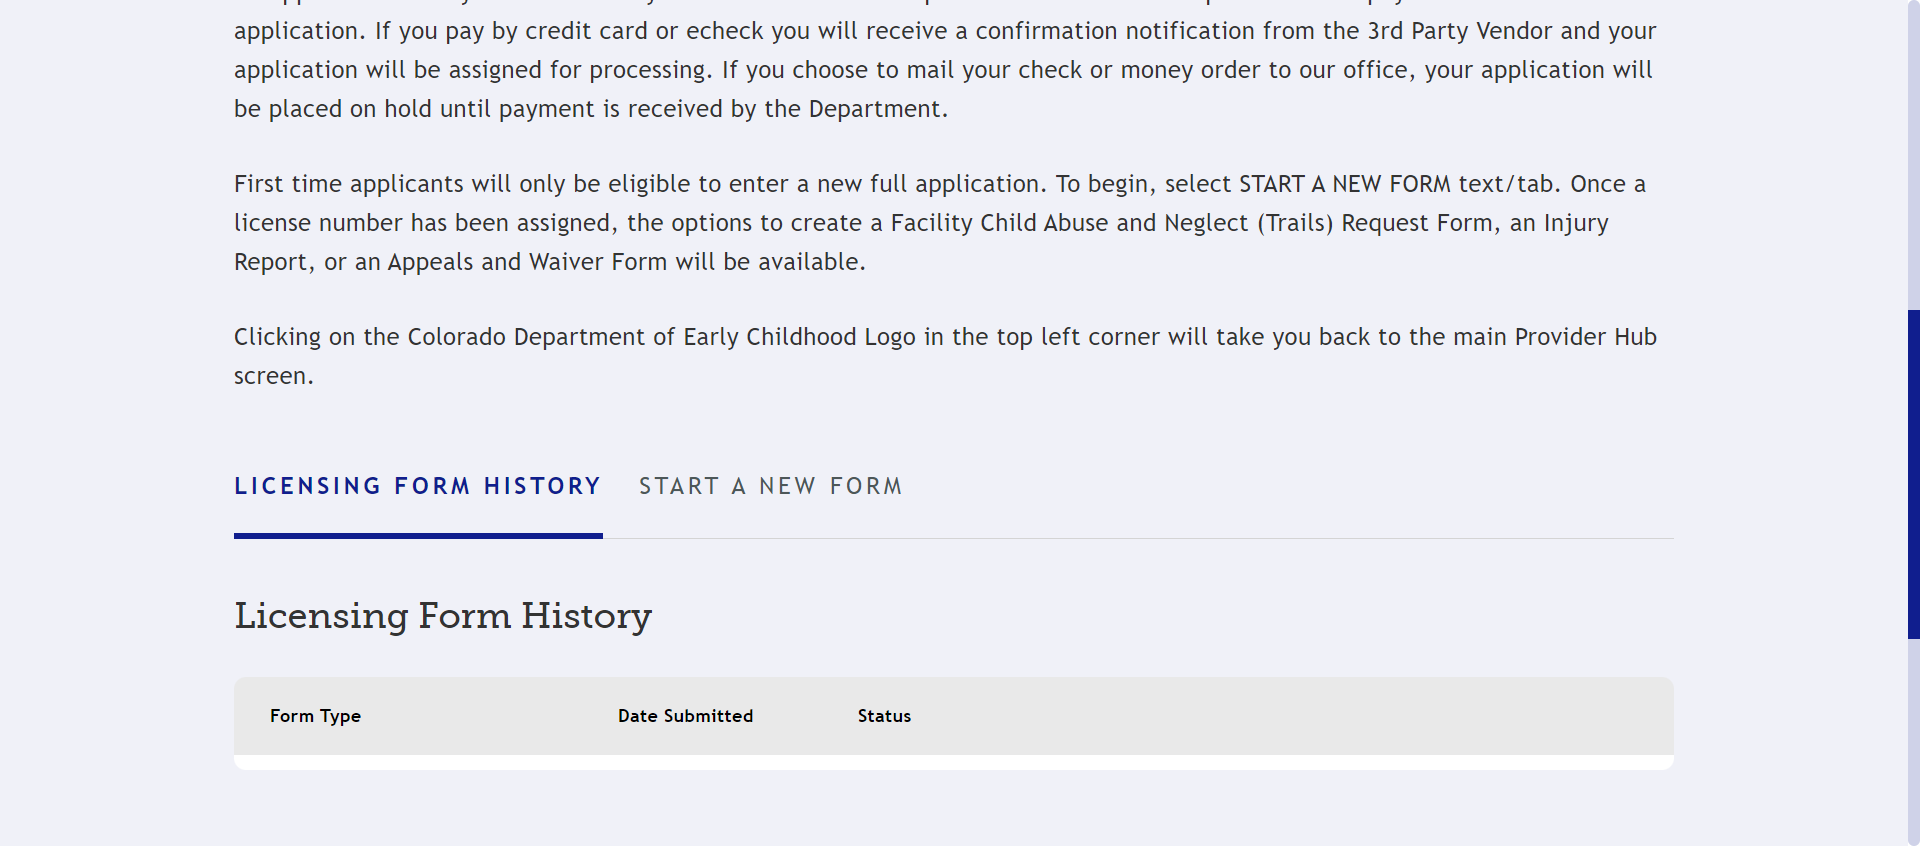 application. If you pay by credit card or echeck you will receive a confirmation notification from the 3rd Party Vendor and your
application will be assigned for processing. If you choose to mail your check or money order to our office, your application will
be placed on hold until payment is received by the Department.
First time applicants will only be eligible to enter a new full application. To begin, select START A NEW FORM text/tab. Once a
license number has been assigned, the options to create a Facility Child Abuse and Neglect (Trails) Request Form, an Injury
Report, or an Appeals and Waiver Form will be available.
Clicking on the Colorado Department of Early Childhood Logo in the top left corner will take you back to the main Provider Hub
screen.
LICENSING FORM HISTORY START A NEW FORM
Licensing Form History
Form Type Date Submitted Status